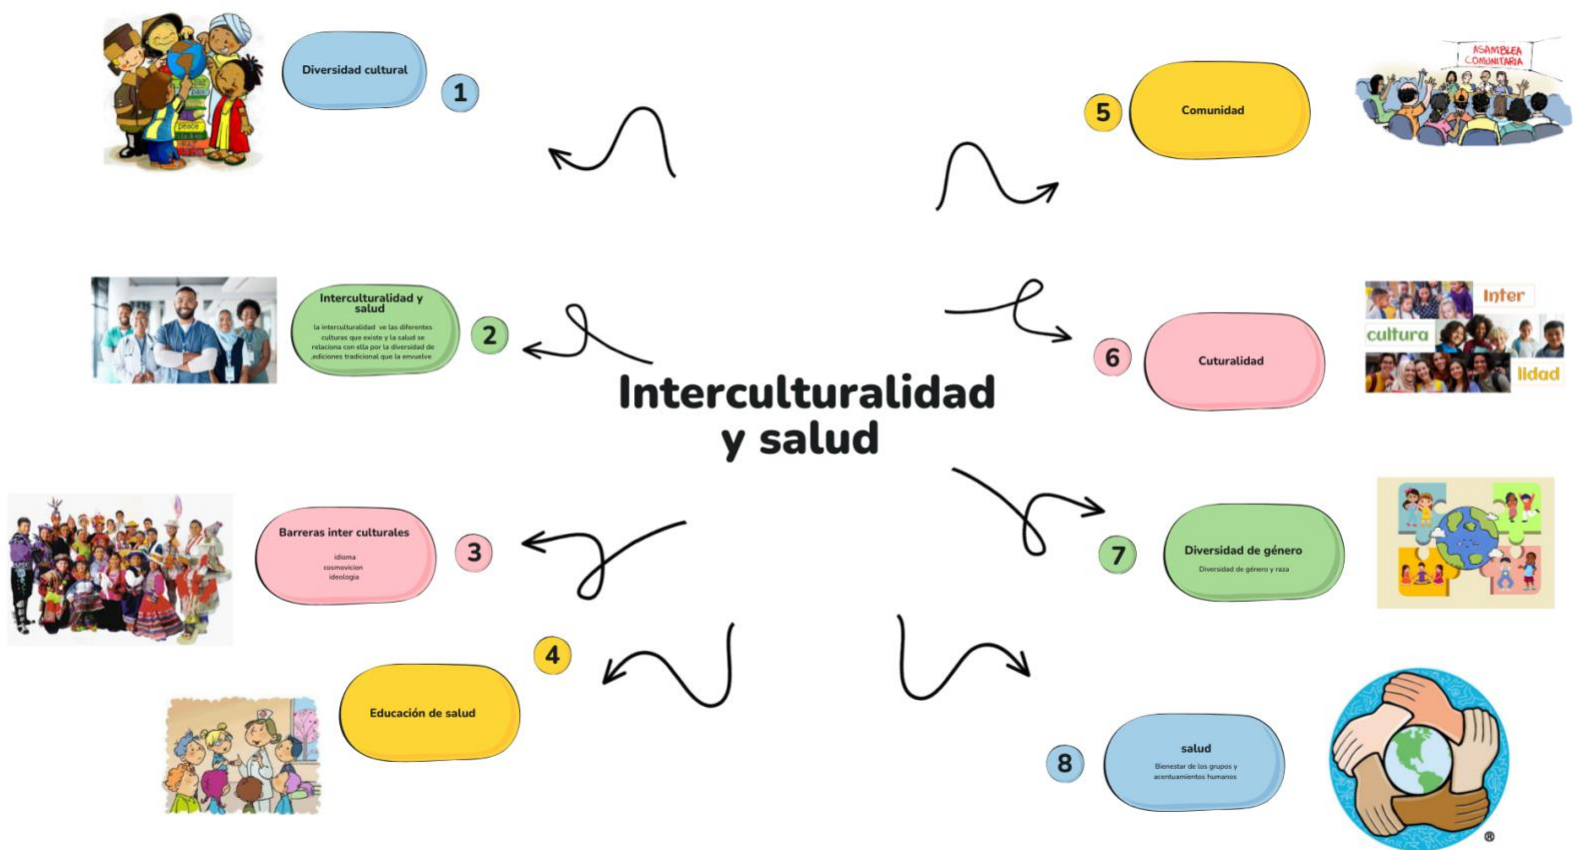 Diversidad cultural
1
Interculturalidad y
salud
la interculturalidad ve las diferentes
culturas que existe y la salud se
relaciona con ella por la diversidad de
.ediciones tradicional que la envuelve
2
Barreras inter culturales
idioma
cosmovicion
ideologia
3
4
Educación de salud
Interculturalidad
y salud
5
Comunidad
ASAMBLEA
COMUNITARIA
6
Cuturalidad
Inter
cultura
lidad
7
Diversidad de género
Diversidad de género y raza
8
salud
Bienestar de los grupos y
acentuamientos humanos
peace
®